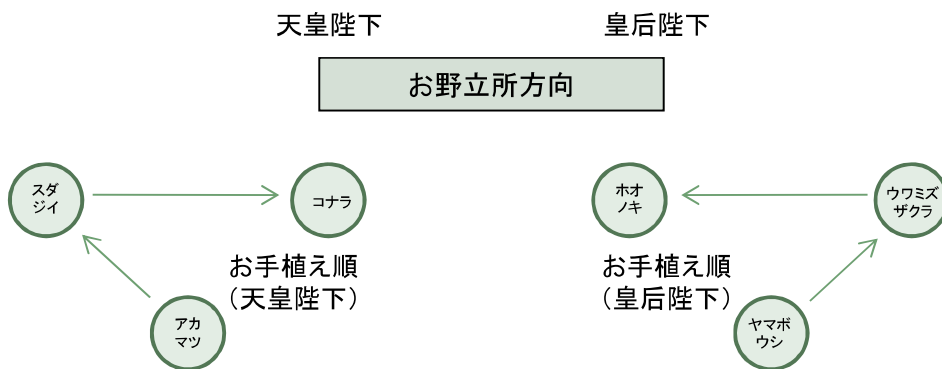 天皇陛下
皇后陛下
お野立所方向
スダ
ジイ
コナラ
ホオ
ノキ
ウワミズ
ザクラ
お手植え順
（天皇陛下）
お手植え順
（皇后陛下）
アカ
マツ
ヤマボ
ウシ